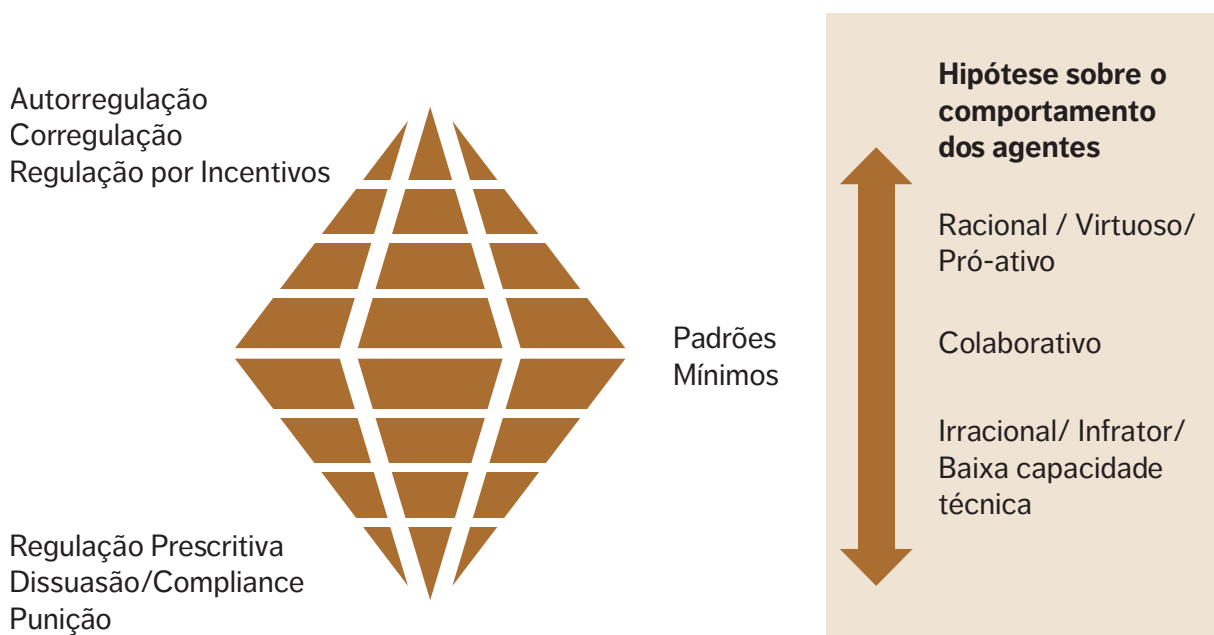 Autorregulação
Corregulação
Regulação por Incentivos
Padrões
Mínimos
Regulação Prescritiva
Dissuasão/Compliance
Punição
Hipótese sobre o
comportamento
dos agentes
Racional / Virtuoso/
Pró-ativo
Colaborativo
Irracional/ Infrator/
Baixa capacidade
técnica